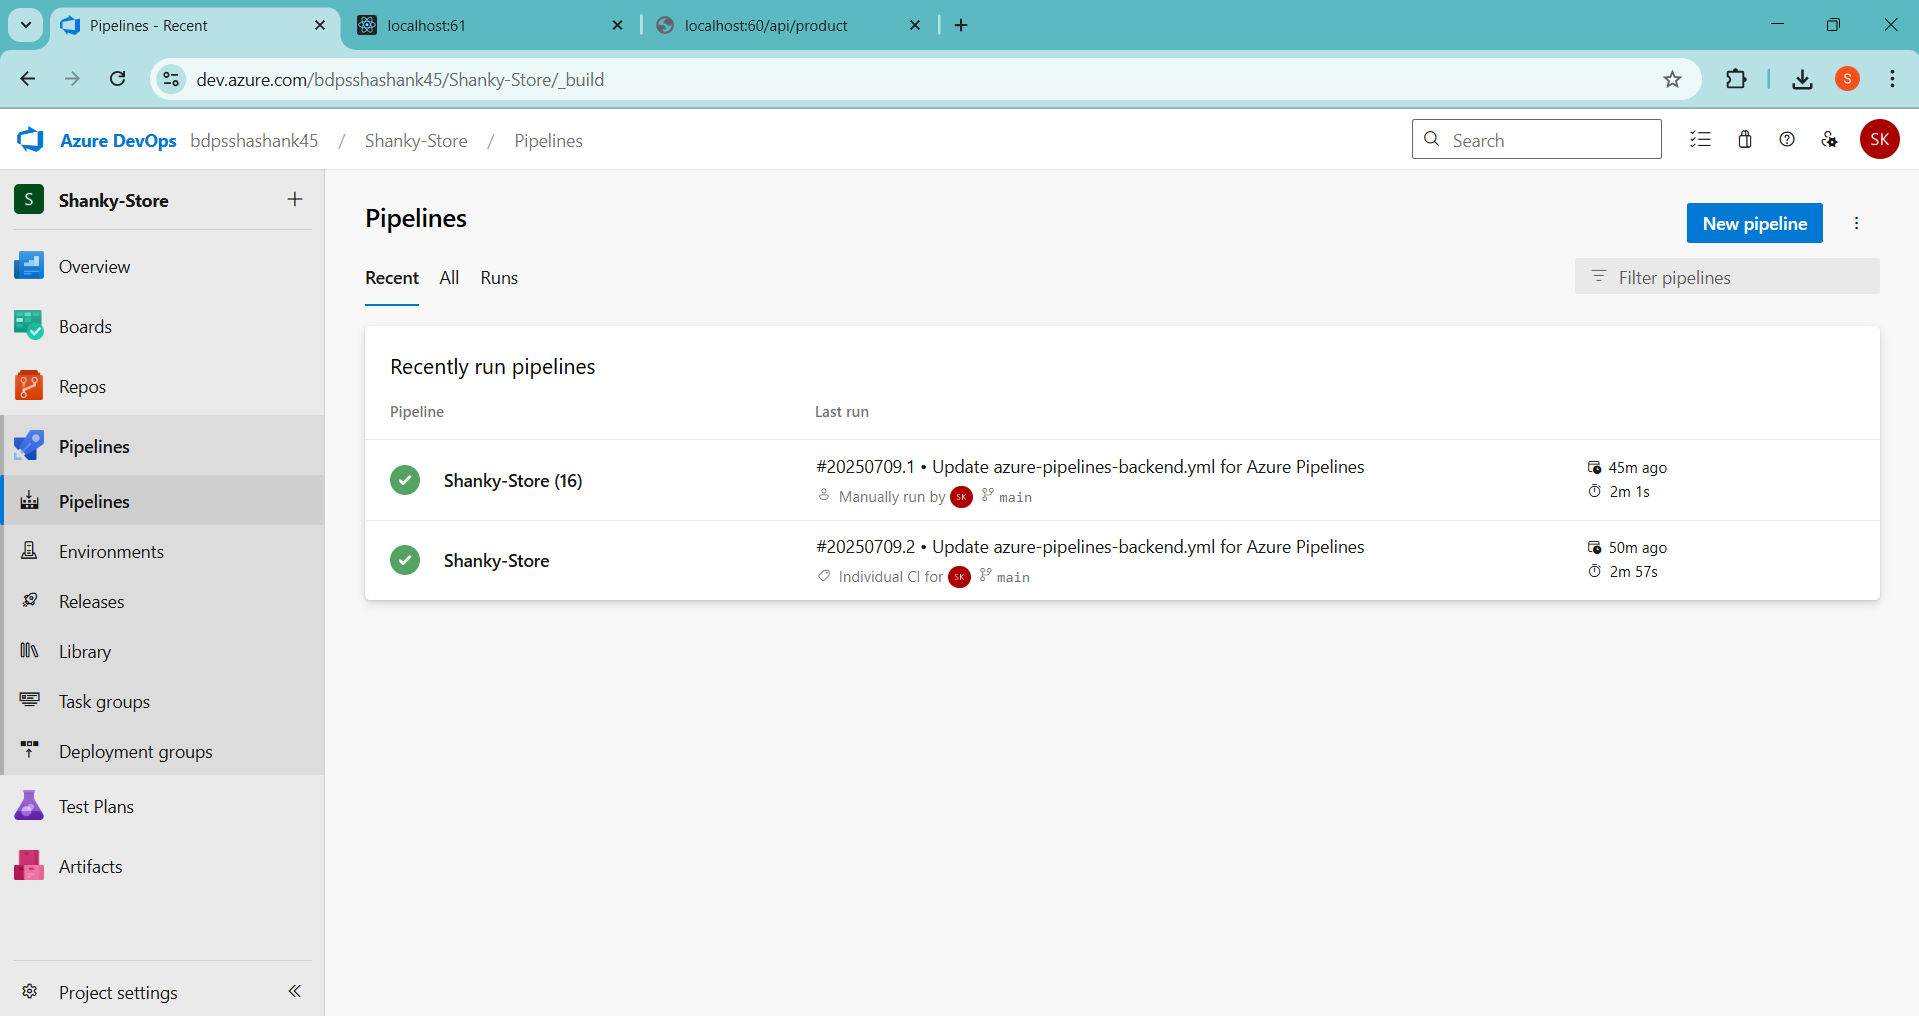 Pipelines - Recent
localhost:61
localhost:60/api/product
dev.azure.com/bdpsshashank45/Shanky-Store/_build
S
Azure DevOps bdpsshashank45 / Shanky-Store / Pipelines
Search
SK
S Shanky-Store
Overview
Boards
Repos
Pipelines
Pipelines
Environments
Releases
Library
Task groups
Deployment groups
Test Plans
Artifacts
Project settings
Pipelines
New pipeline
Recent All Runs
Filter pipelines
Recently run pipelines
Pipeline Last run
Shanky-Store (16)
#20250709.1 • Update azure-pipelines-backend.yml for Azure Pipelines
Manually run by SK main
45m ago
2m 1s
Shanky-Store
#20250709.2 • Update azure-pipelines-backend.yml for Azure Pipelines
Individual CI for SK main
50m ago
2m 57s